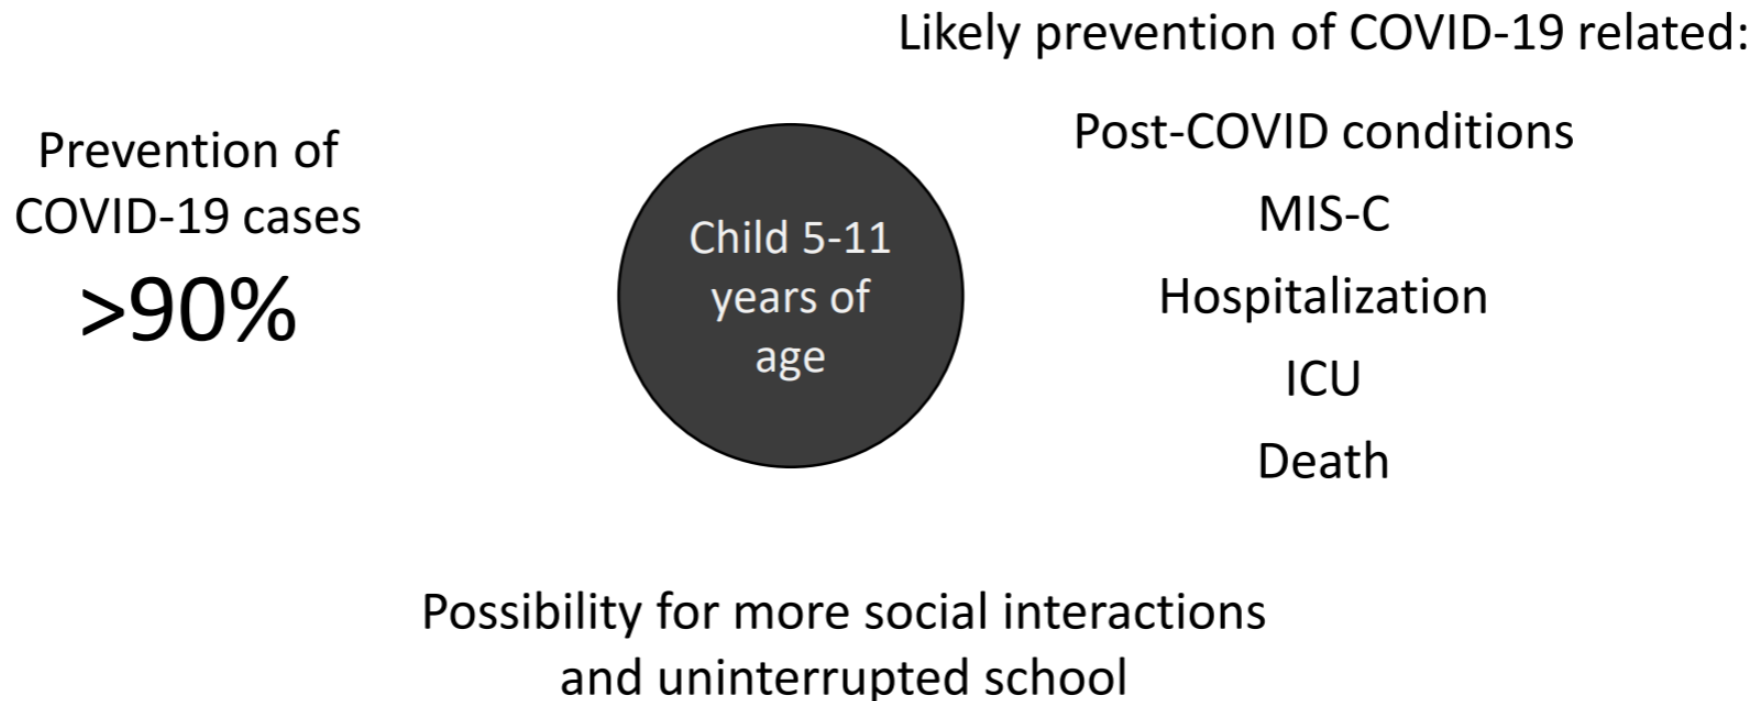 Likely prevention of COVID-19 related:
Prevention of
COVID-19 cases
>90%
Child 5-11
years of
age
Post-COVID conditions
MIS-C
Hospitalization
ICU
Death
Possibility for more social interactions
and uninterrupted school